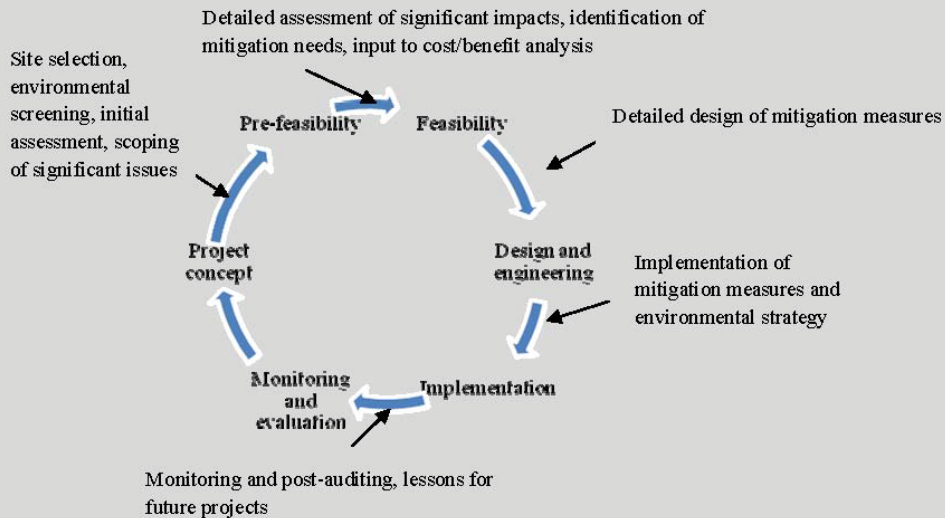 Detailed assessment of significant impacts, identification of
mitigation needs, input to cost/benefit analysis
Site selection,
environmental
screening, initial
assessment, scoping
of significant issues
Pre-feasibility
Feasibility
Detailed design of mitigation measures
Project
concept
Design and
engineering
Implementation of
mitigation measures and
environmental strategy
Monitoring
and
evaluation
Implementation
Monitoring and post-auditing, lessons for
future projects